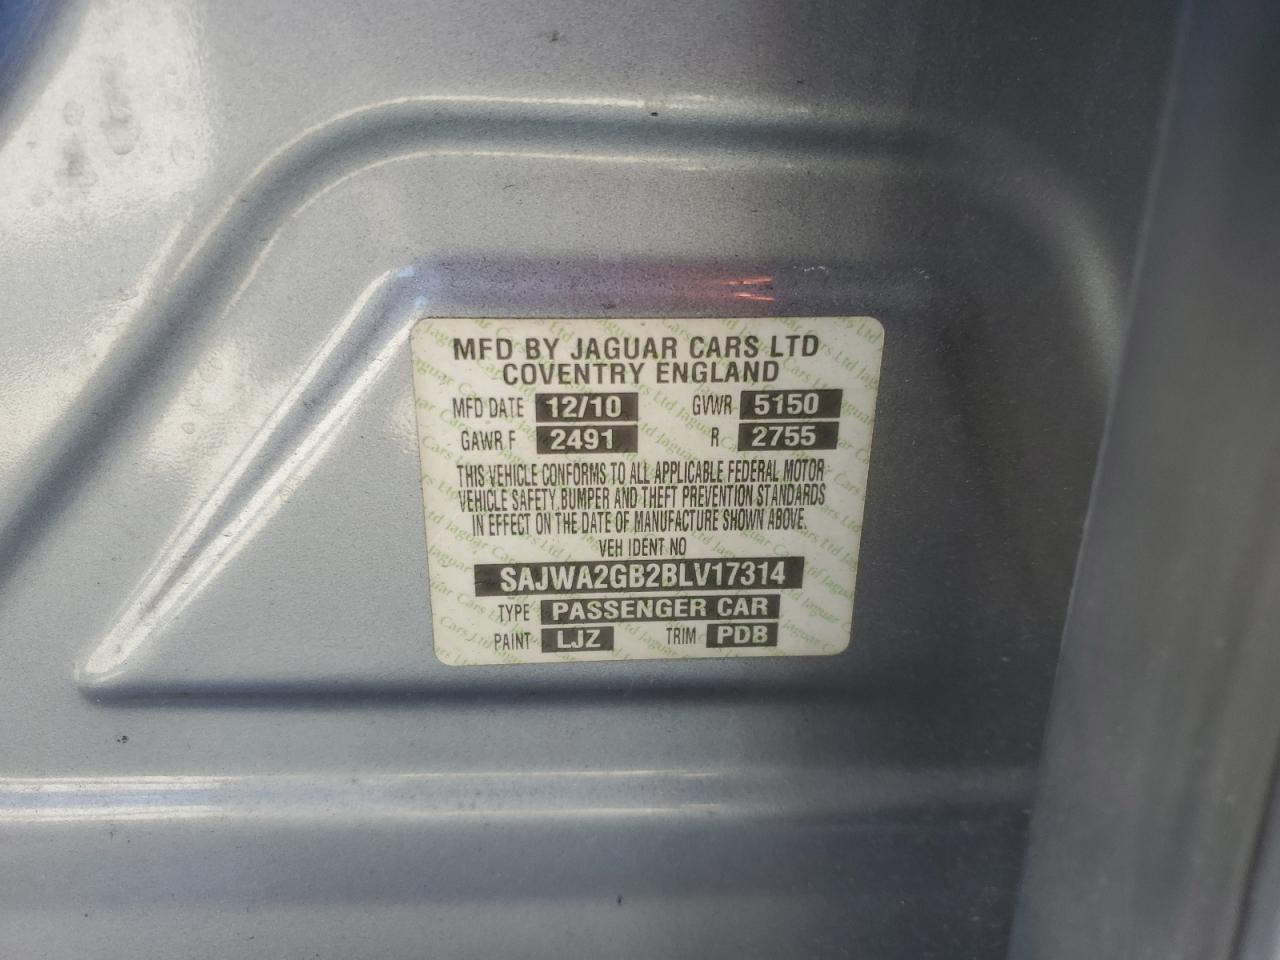 MFD BY JAGUAR CARS LTD
COVENTRY ENGLAND
MFD DATE 12/10 GVWR 5150
GAWR F 2491 R 2755
THIS VEHICLE CONFORMS TO ALL APPLICABLE FEDERAL MOTOR
VEHICLE SAFETY, BUMPER AND THEFT PREVENTION STANDARDS
IN EFFECT ON THE DATE OF MANUFACTURE SHOWN ABOVE.
VEH IDENT NO
SAJWA2GB2BLV17314
TYPE PASSENGER CAR
PAINT LJZ TRIM PDB